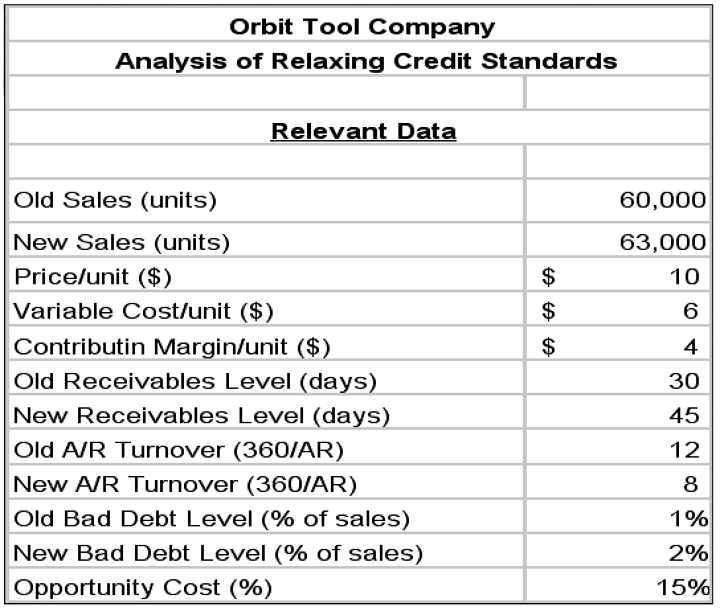 Orbit Tool Company
Analysis of Relaxing Credit Standards
Relevant Data
Old Sales (units) 60,000
New Sales (units) 63,000
Price/unit ($) $ 10
Variable Cost/unit ($) $ 6
Contributin Margin/unit ($) $ 4
Old Receivables Level (days) 30
New Receivables Level (days) 45
Old A/R Turnover (360/AR) 12
New A/R Turnover (360/AR) 8
Old Bad Debt Level (% of sales) 1%
New Bad Debt Level (% of sales) 2%
Opportunity Cost (%) 15%